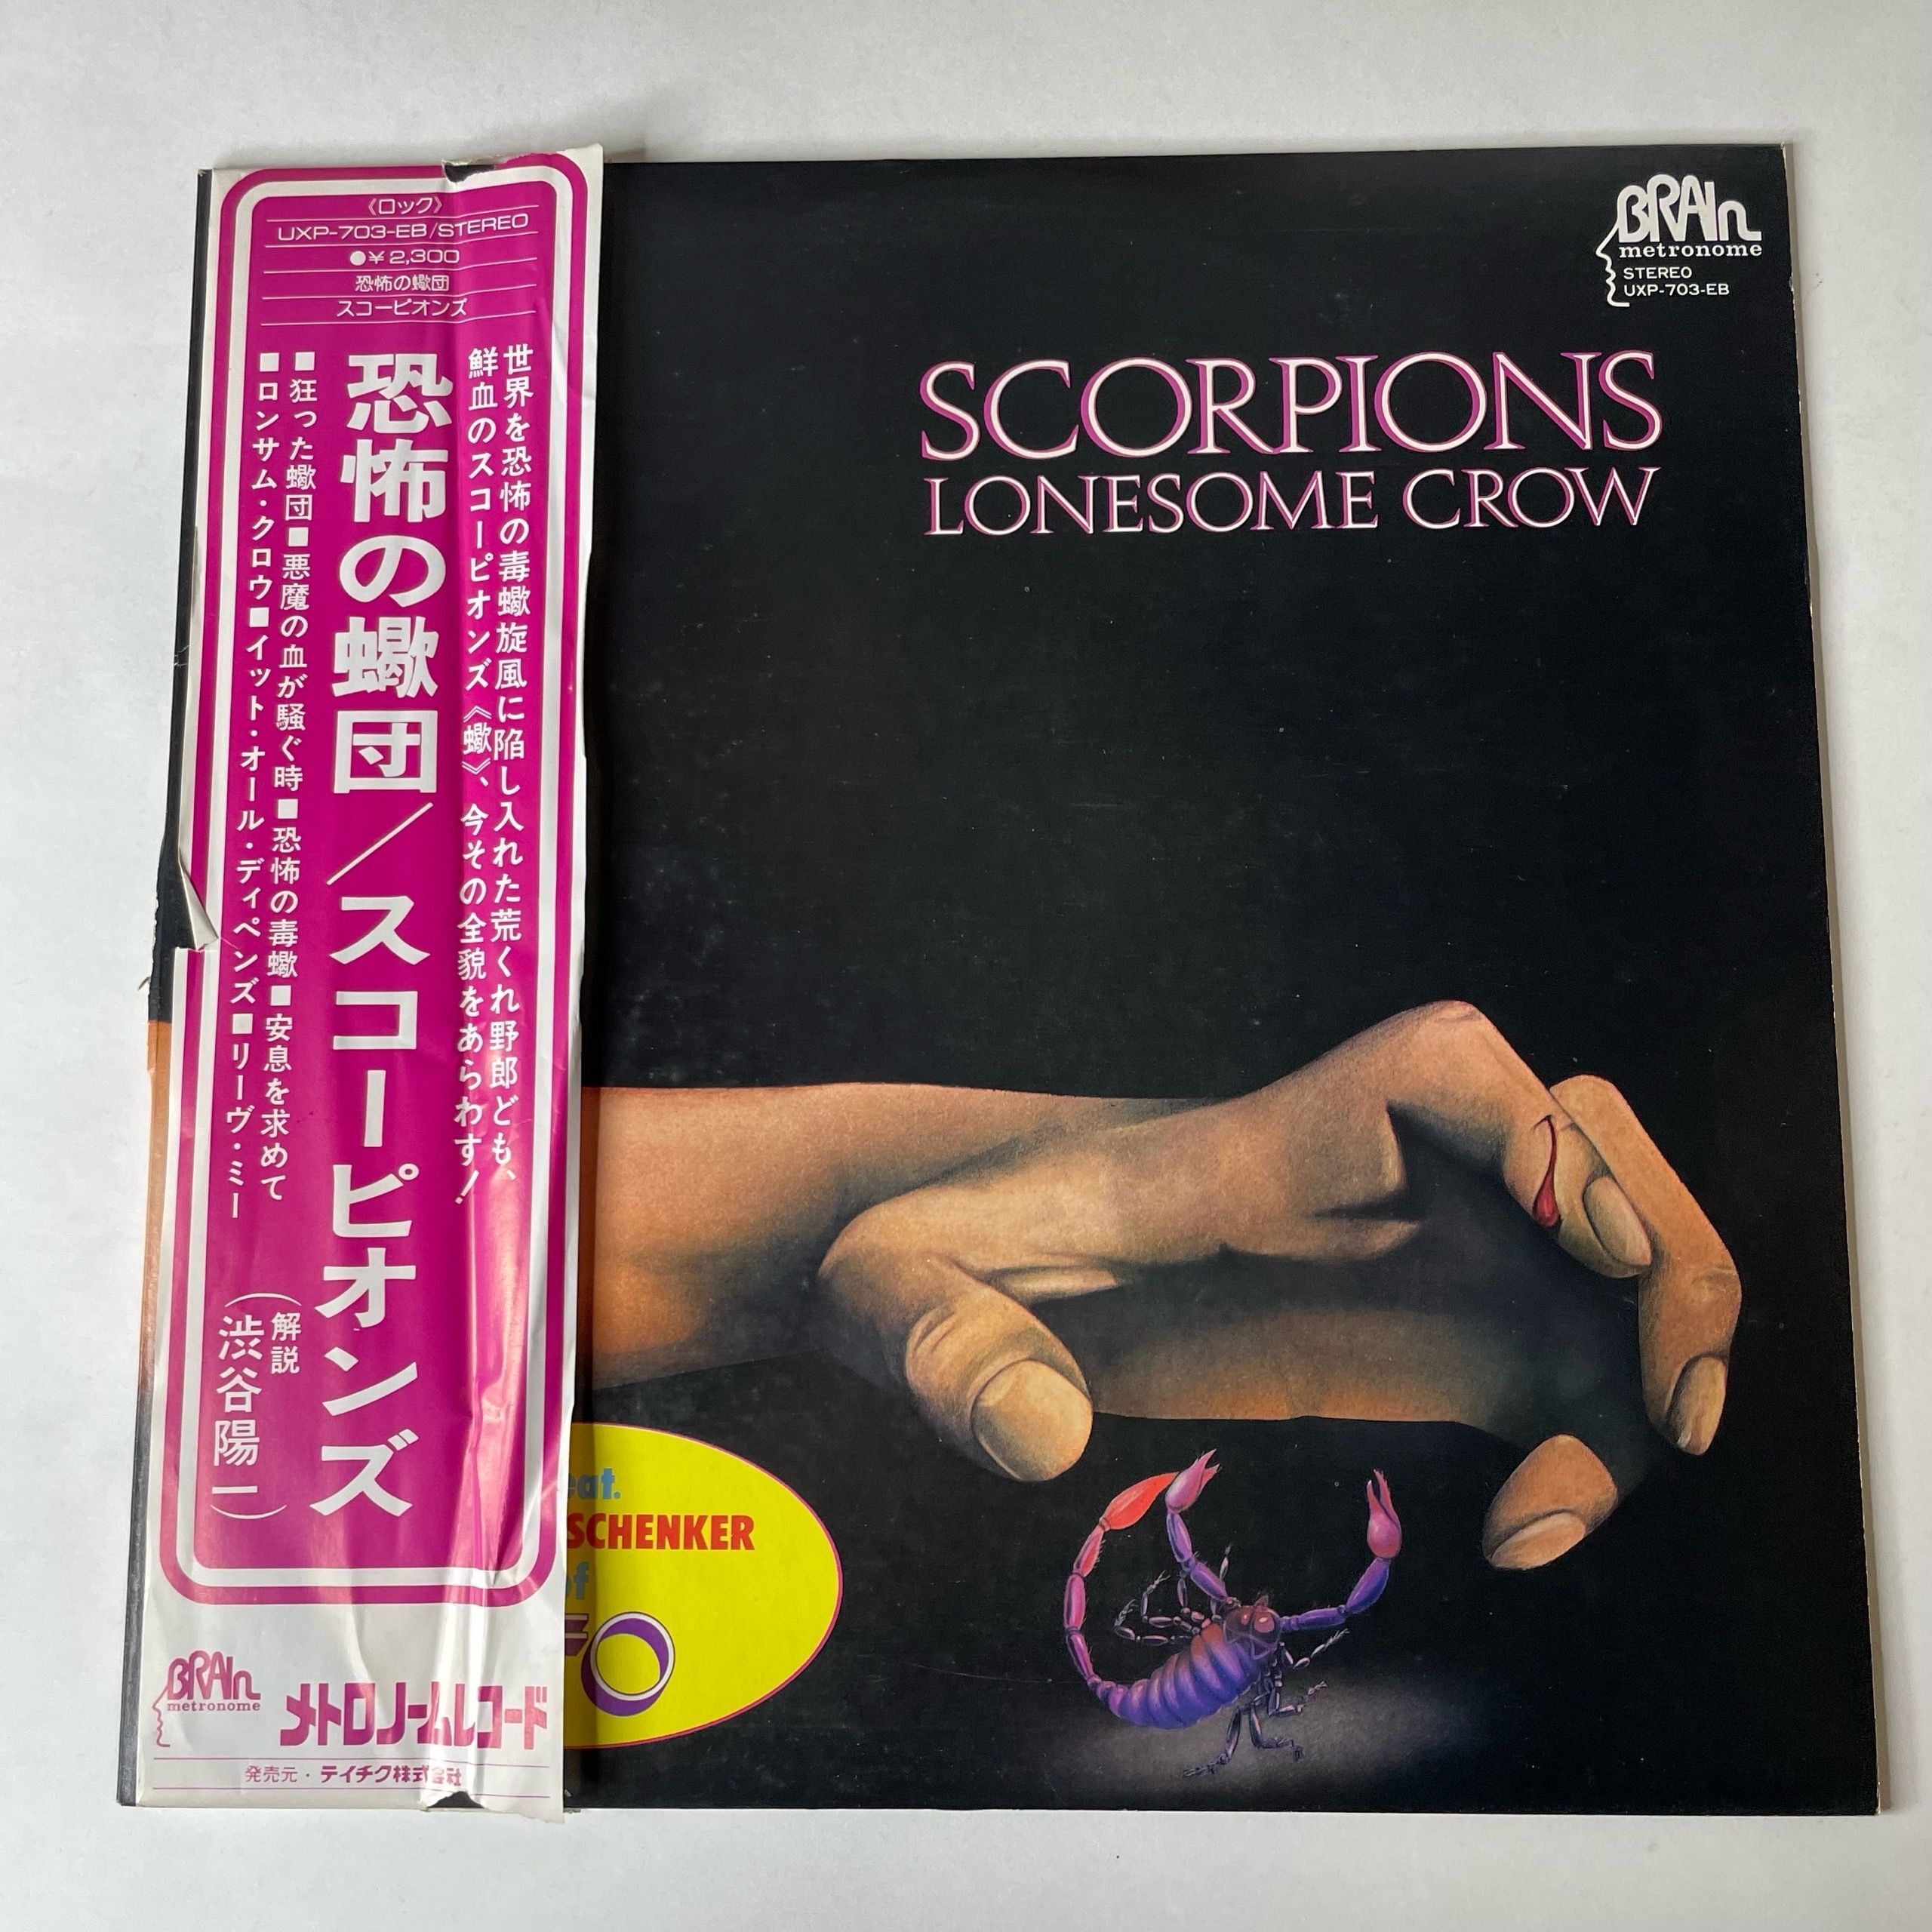 《ロック》
UXP-703-EB/STEREO
●¥2,300
恐怖の蠍団
スコーピオンズ
世界を恐怖の毒蠍旋風に陥し入れた荒くれ野郎ども、
鮮血のスコーピオンズ《蠍》、今その全貌をあらわす!
恐怖の蠍団/スコーピオンズ
■狂った蠍団■悪魔の血が騒ぐ時■恐怖の毒蠍■安息を求めて
■ロンサム・クロウ■イット・オール・ディペンズ■リーヴ・ミー
(解説 渋谷陽一)
BRAIn
metronome
メトロノームレコード
発売元・テイチク株式会社
BRAIn
metronome
STEREO
UXP-703-EB
SCORPIONS
LONESOME CROW
eat.
SCHENKER
of
FO